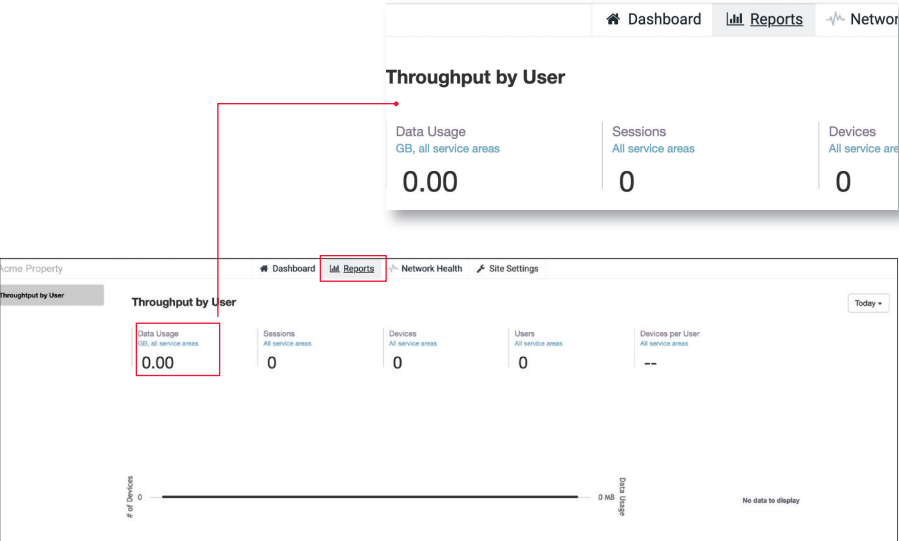 Dashboard Reports
Throughput by User
Data Usage Sessions Devices
GB, all service areas All service areas All service
0.00 0 0
Acme Property Dashboard Reports Network Health Site Settings
Throughtput by User
Throughput by User Today
Data Usage Sessions Devices Users Devices per User
GB, all service areas All service areas All service areas All service areas All service areas
0.00 0 0 0 --
# of Devices
0
0 MB
Data Usage
No data to display